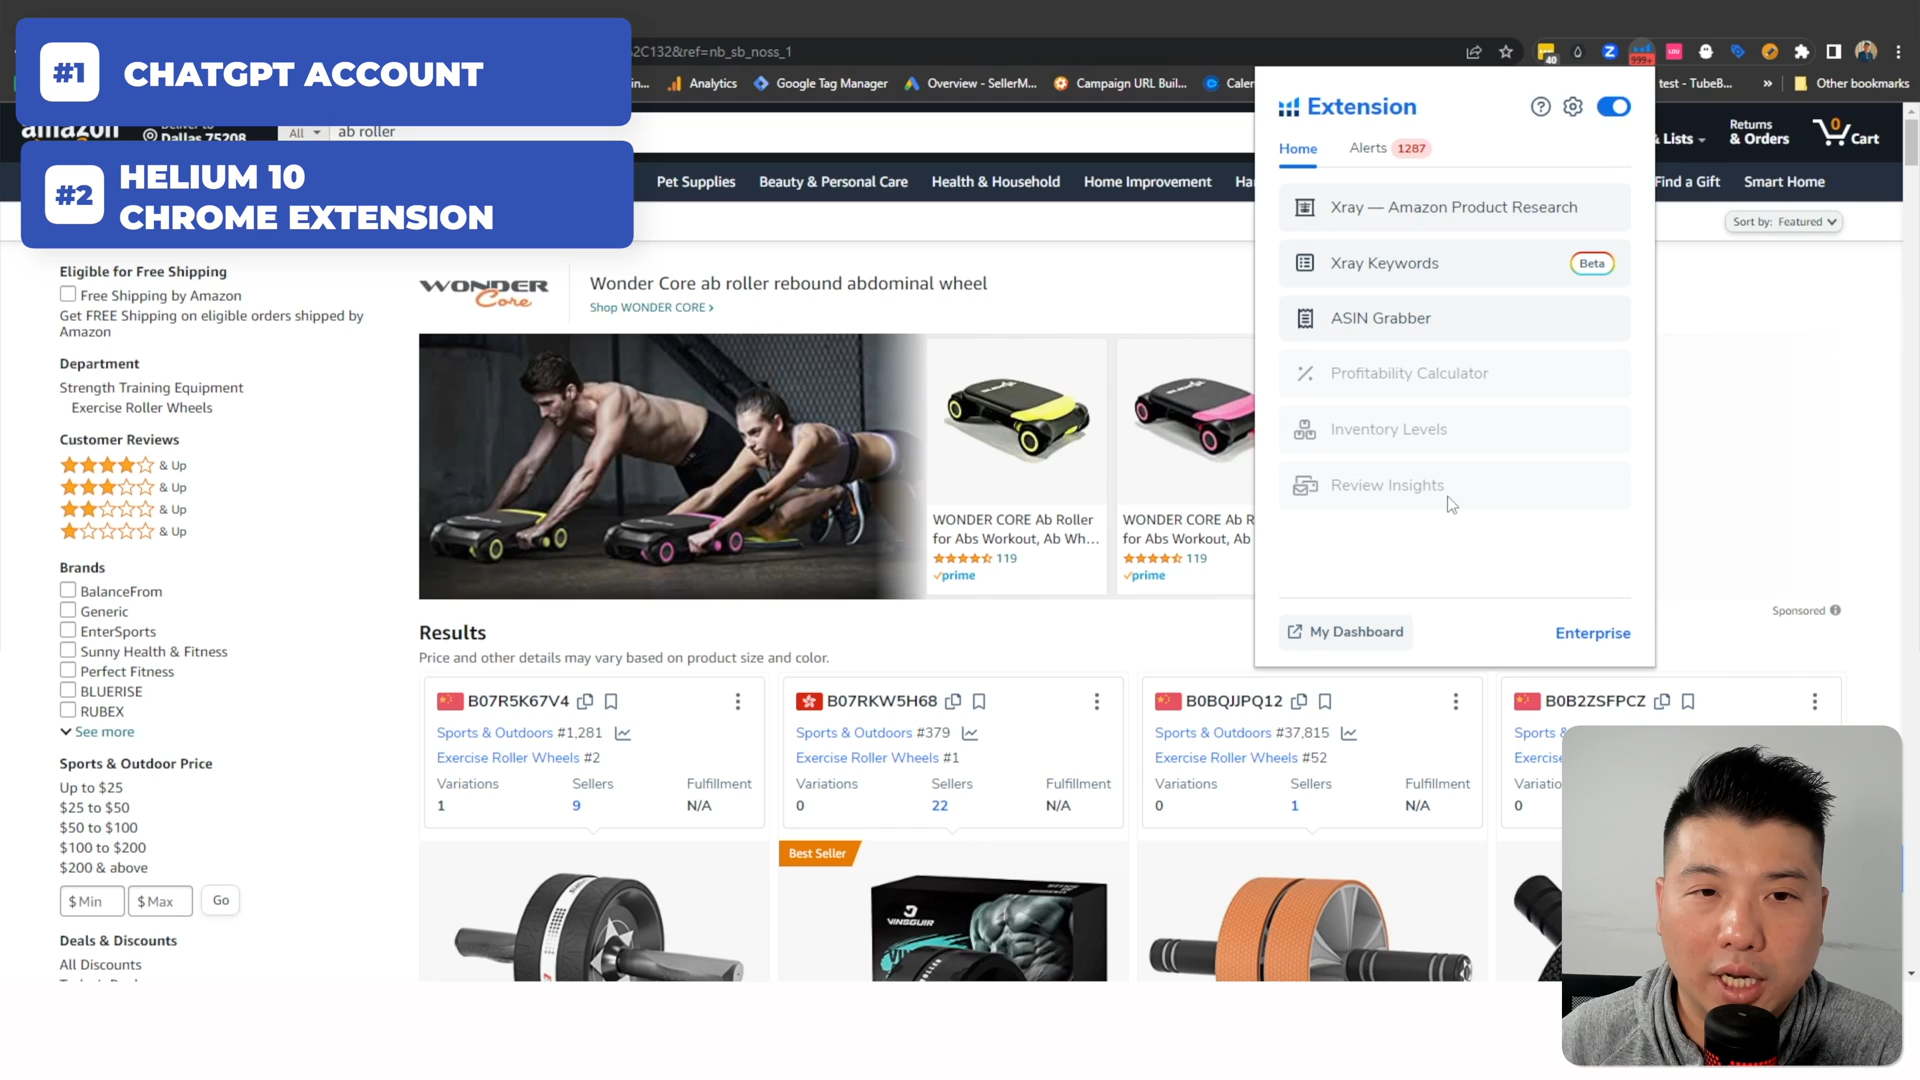 #1 CHATGPT ACCOUNT
#2 HELIUM 10
CHROME EXTENSION
2C132&ref=nb_sb_noss_1
40
999+
in...
Analytics
Google Tag Manager
Overview - SellerM...
Campaign URL Buil...
Calen
test - TubeB...
»
Other bookmarks
amazon
Deliver to
Dallas 75208
All
ab roller
& Lists
Returns
& Orders
0
Cart
Pet Supplies
Beauty & Personal Care
Health & Household
Home Improvement
Ha
Find a Gift
Smart Home
Sort by: Featured
Extension
Home
Alerts 1287
Xray — Amazon Product Research
Xray Keywords
Beta
ASIN Grabber
Profitability Calculator
Inventory Levels
Review Insights
My Dashboard
Enterprise
Eligible for Free Shipping
Free Shipping by Amazon
Get FREE Shipping on eligible orders shipped by
Amazon
Department
Strength Training Equipment
Exercise Roller Wheels
Customer Reviews
& Up
& Up
& Up
& Up
Brands
BalanceFrom
Generic
EnterSports
Sunny Health & Fitness
Perfect Fitness
BLUERISE
RUBEX
See more
Sports & Outdoor Price
Up to $25
$25 to $50
$50 to $100
$100 to $200
$200 & above
$ Min
$ Max
Go
Deals & Discounts
All Discounts
WONDER
Core
Wonder Core ab roller rebound abdominal wheel
Shop WONDER CORE ›
WONDER CORE Ab Roller
for Abs Workout, Ab Wh...
119
prime
WONDER CORE Ab R
for Abs Workout, Ab
119
prime
Sponsored
Results
Price and other details may vary based on product size and color.
B07R5K67V4
Sports & Outdoors #1,281
Exercise Roller Wheels #2
Variations
Sellers
Fulfillment
1
9
N/A
B07RKW5H68
Sports & Outdoors #379
Exercise Roller Wheels #1
Variations
Sellers
Fulfillment
0
22
N/A
B0BQJJPQ12
Sports & Outdoors #37,815
Exercise Roller Wheels #52
Variations
Sellers
Fulfillment
0
1
N/A
B0B2ZSFPCZ
Sports &
Exercise
Variatio
0
Best Seller
VINSGUIR